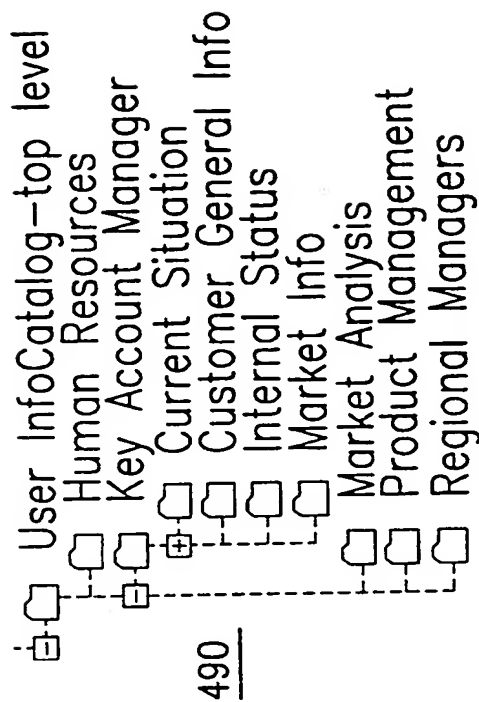 User InfoCatalog-top level
Human Resources
Key Account Manager
Current Situation
Customer General Info
Internal Status
Market Info
Market Analysis
Product Management
Regional Managers
490